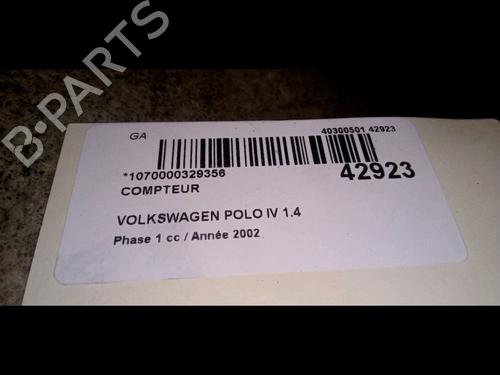 B-PARTS
GA
40300501 42923
*1070000329356
42923
COMPTEUR
VOLKSWAGEN POLO IV 1.4
Phase 1 cc / Année 2002